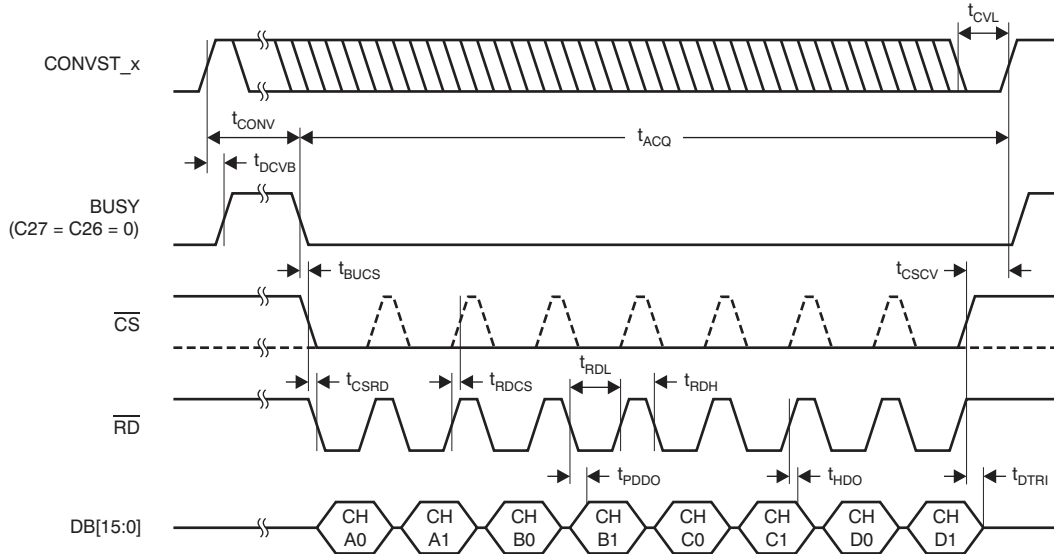 t_CVL
CONVST_x
t_CONV
t_ACQ
t_DCVB
BUSY
(C27 = C26 = 0)
t_BUCS
t_CSCV
CS
t_CSRD
t_RDCS
t_RDL
t_RDH
RD
t_PDDO
t_HDO
t_DTRI
DB[15:0]
CH A0
CH A1
CH B0
CH B1
CH C0
CH C1
CH D0
CH D1